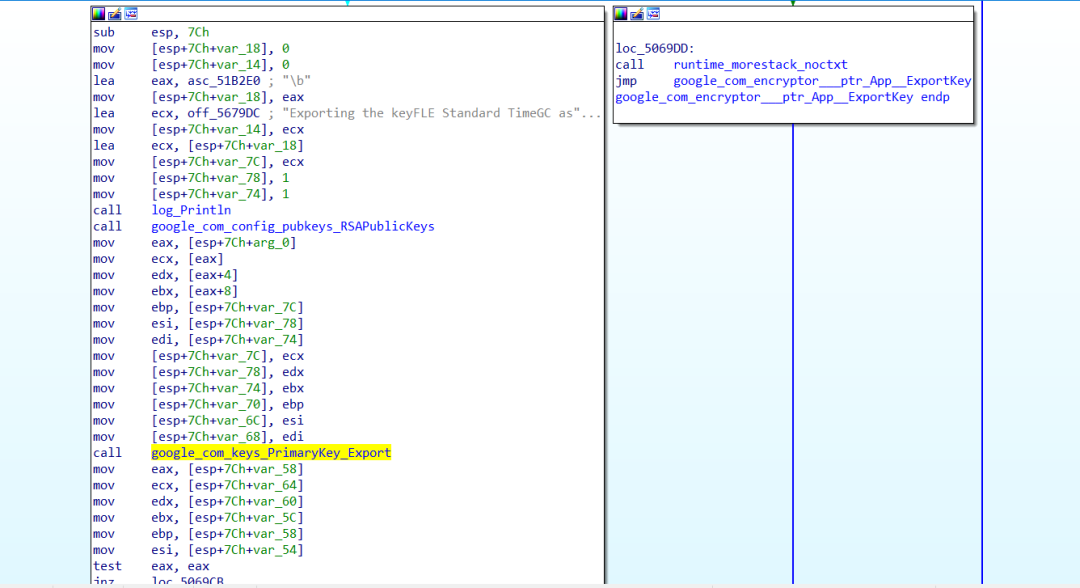 sub     esp, 7Ch
mov     [esp+7Ch+var_18], 0
mov     [esp+7Ch+var_14], 0
lea     eax, asc_51B2E0 ; "\b"
mov     [esp+7Ch+var_18], eax
lea     ecx, off_5679DC ; "Exporting the keyFLE Standard TimeGC as"...
mov     [esp+7Ch+var_14], ecx
lea     ecx, [esp+7Ch+var_18]
mov     [esp+7Ch+var_7C], ecx
mov     [esp+7Ch+var_78], 1
mov     [esp+7Ch+var_74], 1
call    log_Println
call    google_com_config_pubkeys_RSAPublicKeys
mov     eax, [esp+7Ch+arg_0]
mov     ecx, [eax]
mov     edx, [eax+4]
mov     ebx, [eax+8]
mov     ebp, [esp+7Ch+var_7C]
mov     esi, [esp+7Ch+var_78]
mov     edi, [esp+7Ch+var_74]
mov     [esp+7Ch+var_7C], ecx
mov     [esp+7Ch+var_78], edx
mov     [esp+7Ch+var_74], ebx
mov     [esp+7Ch+var_70], ebp
mov     [esp+7Ch+var_6C], esi
mov     [esp+7Ch+var_68], edi
call    google_com_keys_PrimaryKey_Export
mov     eax, [esp+7Ch+var_58]
mov     ecx, [esp+7Ch+var_64]
mov     edx, [esp+7Ch+var_60]
mov     ebx, [esp+7Ch+var_5C]
mov     ebp, [esp+7Ch+var_58]
mov     esi, [esp+7Ch+var_54]
test    eax, eax
jnz     loc_5069CB
loc_5069DD:
call    runtime_morestack_noctxt
jmp     google_com_encryptor___ptr_App__ExportKey
google_com_encryptor___ptr_App__ExportKey endp